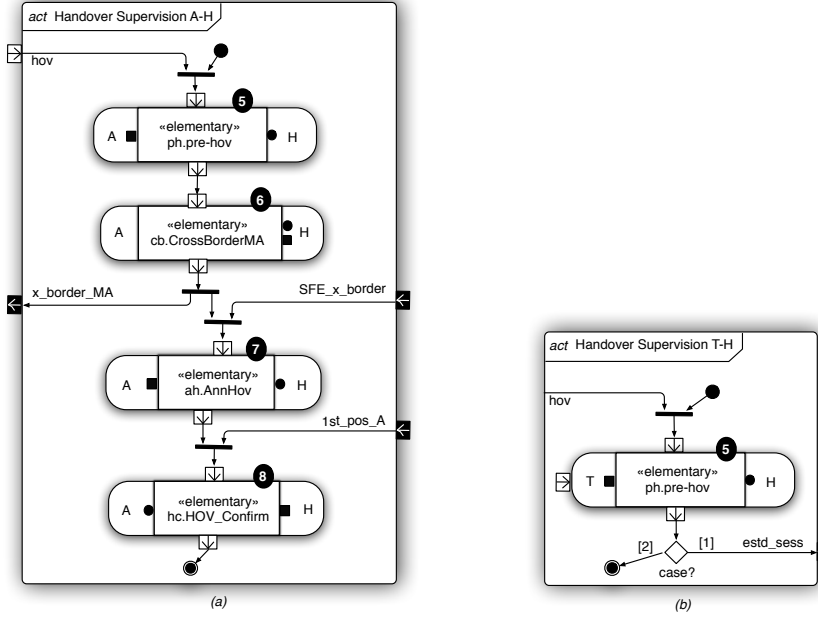 act Handover Supervision A-H
hov
5
A
«elementary»
ph.pre-hov
H
6
A
«elementary»
cb.CrossBorderMA
H
x_border_MA
SFE_x_border
7
A
«elementary»
ah.AnnHov
H
1st_pos_A
8
A
«elementary»
hc.HOV_Confirm
H
(a)
act Handover Supervision T-H
hov
5
T
«elementary»
ph.pre-hov
H
[2]
[1]
estd_sess
case?
(b)